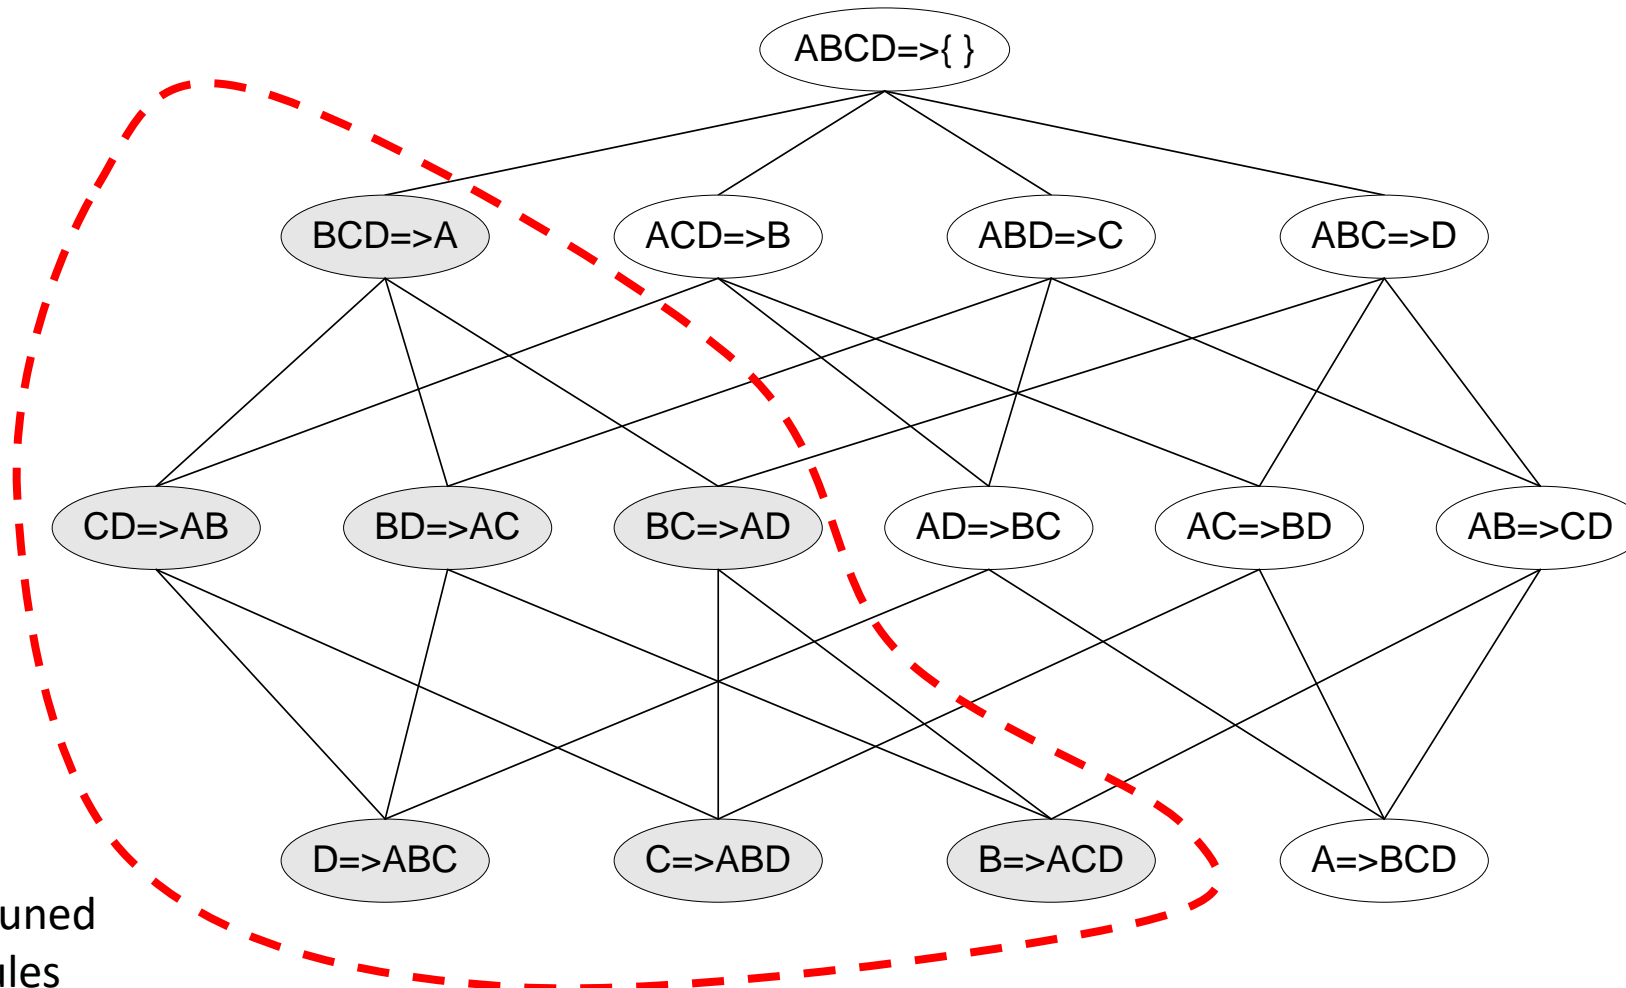 ABCD=>{ }
BCD=>A
ACD=>B
ABD=>C
ABC=>D
CD=>AB
BD=>AC
BC=>AD
AD=>BC
AC=>BD
AB=>CD
D=>ABC
C=>ABD
B=>ACD
A=>BCD
uned
ules